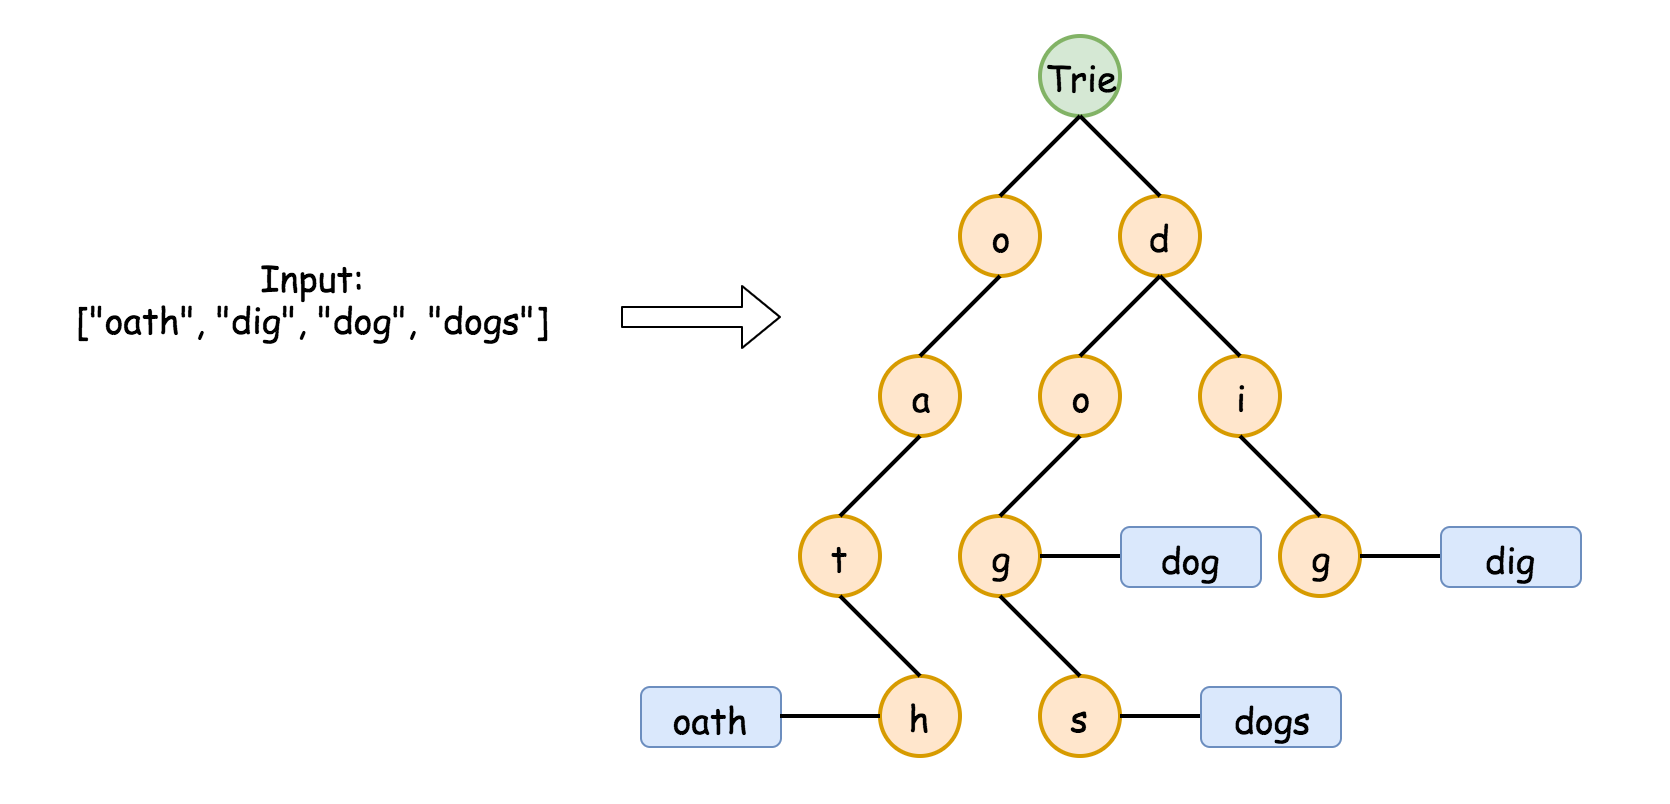 Trie
o
d
Input:
["oath", "dig", "dog", "dogs"]
a
o
i
t
g
dog
g
dig
oath
h
s
dogs